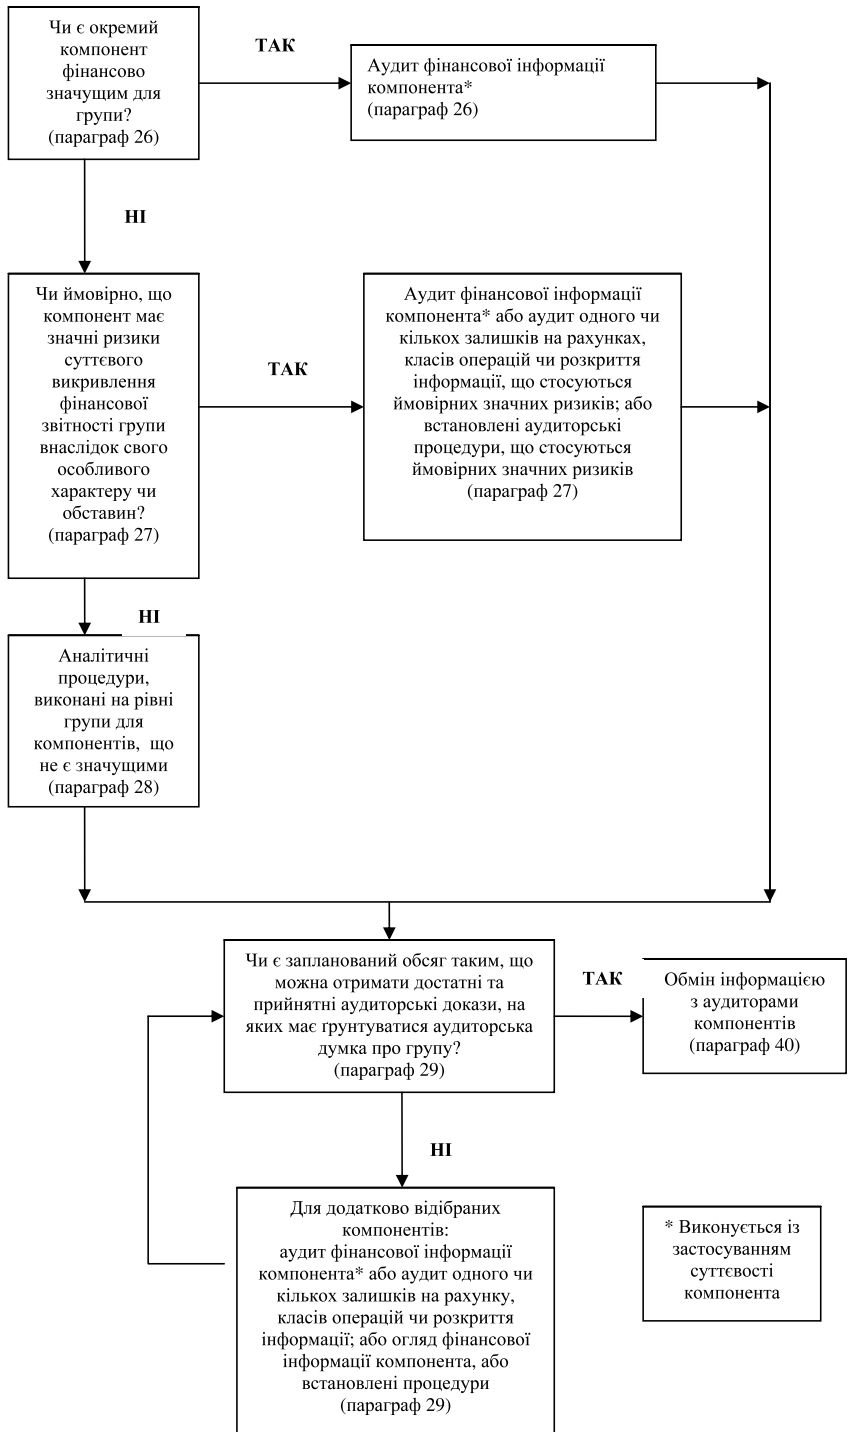 Чи є окремий
компонент
фінансово
значущим для
групи?
(параграф 26)
ТАК
Аудит фінансової інформації
компонента*
(параграф 26)
НІ
Чи ймовірно, що
компонент має
значні ризики
суттєвого
викривлення
фінансової
звітності групи
внаслідок свого
особливого
характеру чи
обставин?
(параграф 27)
ТАК
Аудит фінансової інформації
компонента* або аудит одного чи
кількох залишків на рахунках,
класів операцій чи розкриття
інформації, що стосуються
ймовірних значних ризиків; або
встановлені аудиторські
процедури, що стосуються
ймовірних значних ризиків
(параграф 27)
НІ
Аналітичні
процедури,
виконані на рівні
групи для
компонентів, що
не є значущими
(параграф 28)
Чи є запланований обсяг таким, що
можна отримати достатні та
прийнятні аудиторські докази, на
яких має ґрунтуватися аудиторська
думка про групу?
(параграф 29)
ТАК
Обмін інформацією
з аудиторами
компонентів
(параграф 40)
НІ
Для додатково відібраних
компонентів:
аудит фінансової інформації
компонента* або аудит одного чи
кількох залишків на рахунку,
класів операцій чи розкриття
інформації; або огляд фінансової
інформації компонента, або
встановлені процедури
(параграф 29)
* Виконується із
застосуванням
суттєвості
компонента